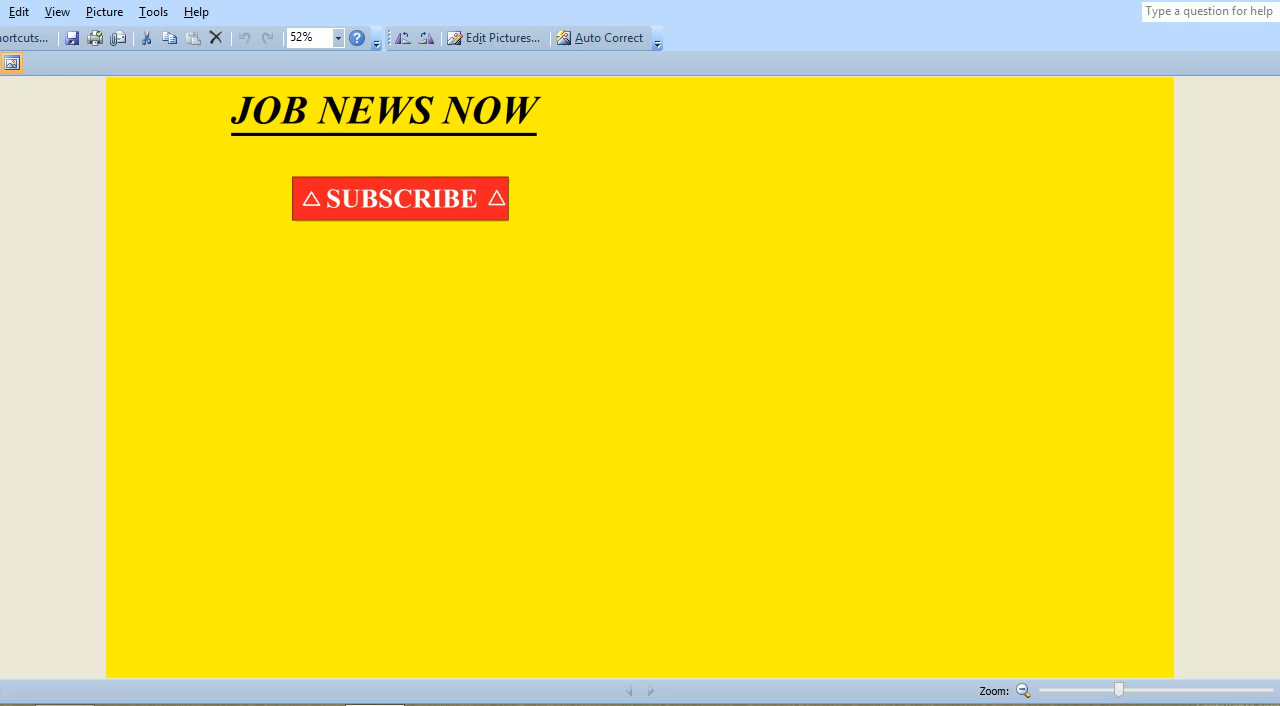 Edit View Picture Tools Help Type a question for help
ortcuts... 52% Edit Pictures... Auto Correct
JOB NEWS NOW
SUBSCRIBE
Zoom: